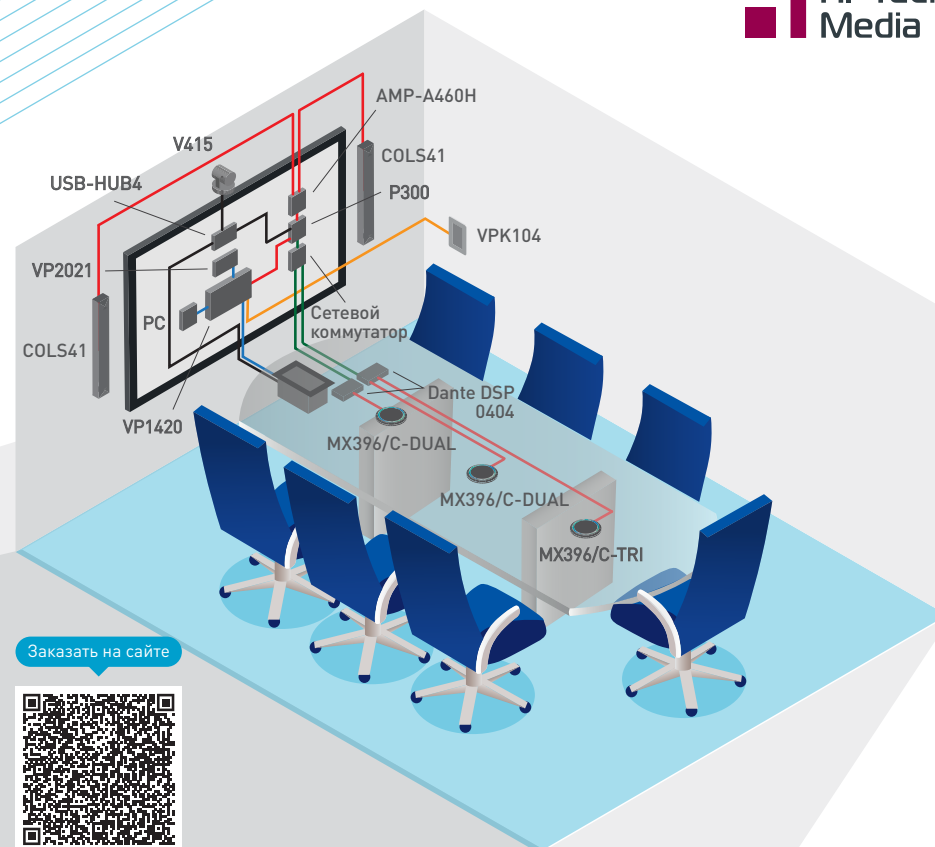 Media
AMP-A460H
V415
COLS41
USB-HUB4
P300
VPK104
VP2021
PC
Сетевой
коммутатор
COLS41
Dante DSP
0404
VP1420
MX396/C-DUAL
MX396/C-DUAL
MX396/C-TRI
Заказать на сайте